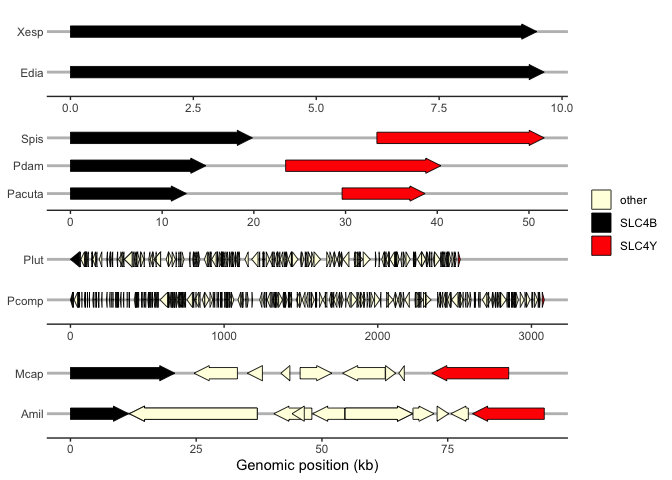 Xesp
Edia
0.0 2.5 5.0 7.5 10.0
Spis
Pdam
Pacuta
0 10 20 30 40 50
other
SLC4B
SLC4Y
Plut
Pcomp
0 1000 2000 3000
Mcap
Amil
0 25 50 75
Genomic position (kb)